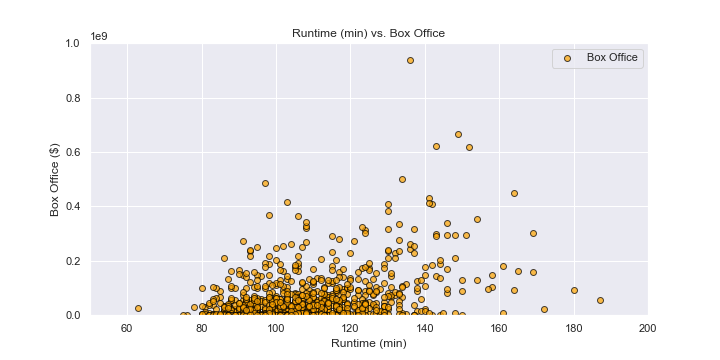 Runtime (min) vs. Box Office
1e9
1.0
Box Office
0.8
0.6
Box Office ($)
0.4
0.2
0.0
60 80 100 120 140 160 180 200
Runtime (min)